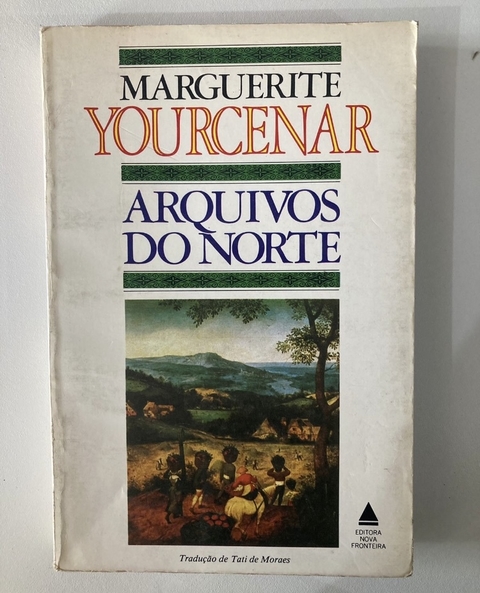 MARGUERITE
YOURCENAR
ARQUIVOS
DO NORTE
EDITORA
NOVA
FRONTEIRA
Tradução de Tati de Moraes